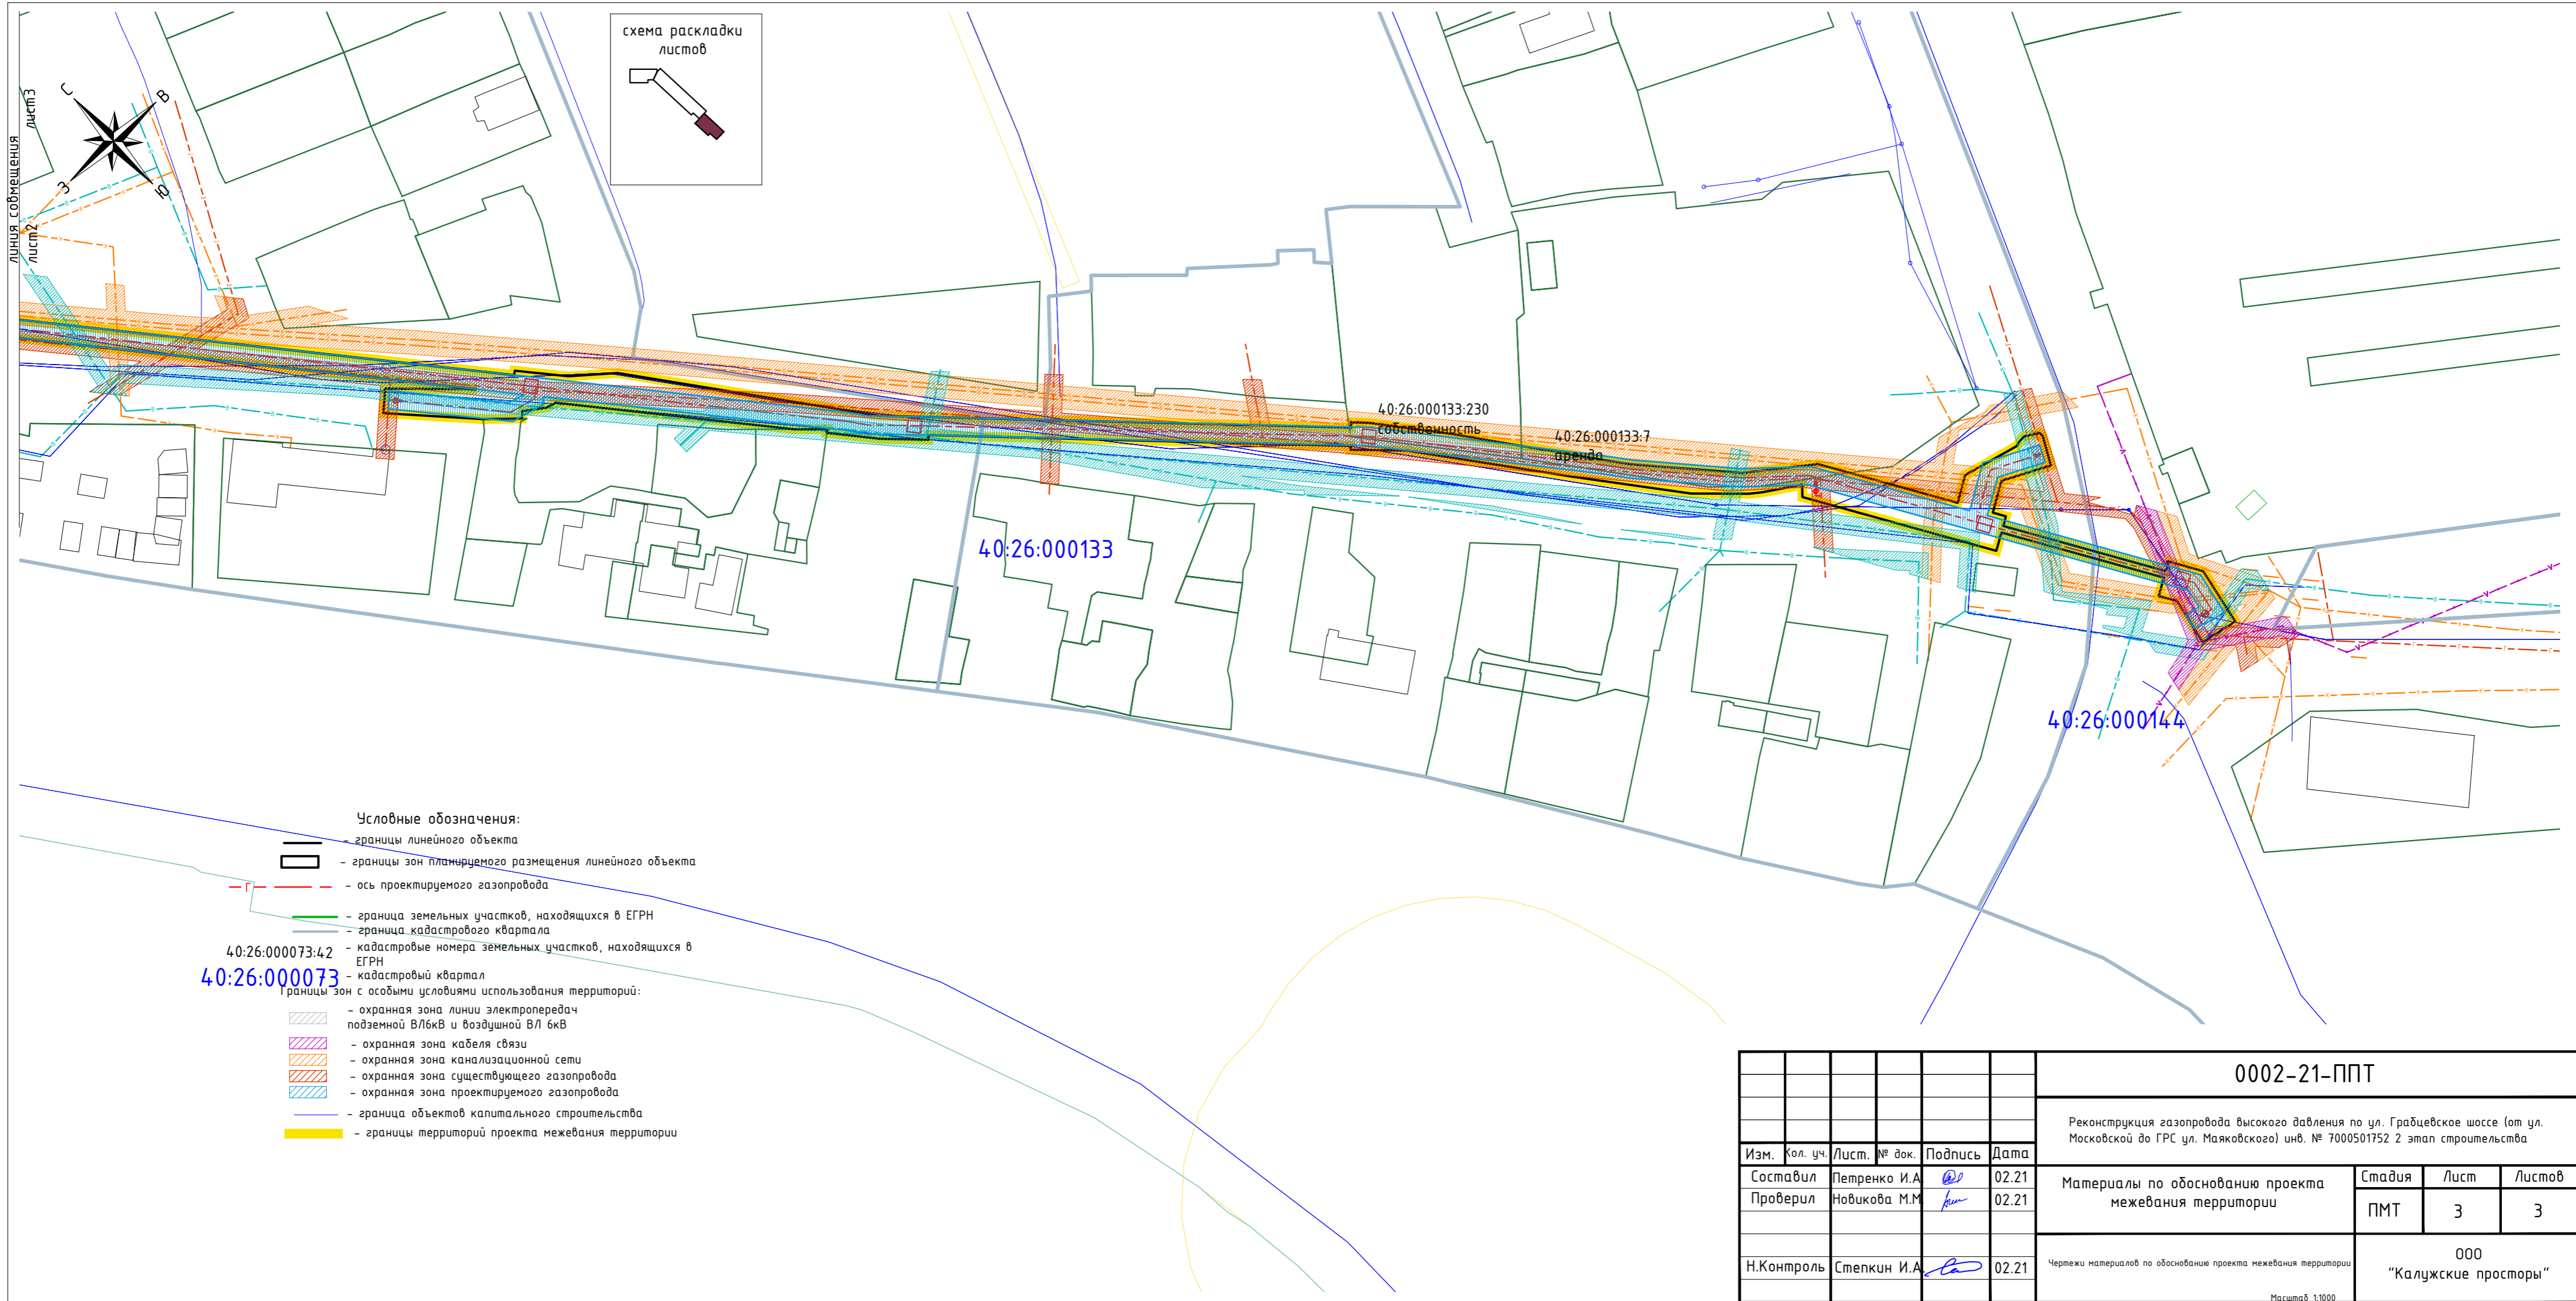 линия совмещения
лист3
лист2
С
В
З
Ю
схема раскладки
листов
40:26:000133:230
собственность
40:26:000133:7
аренда
40:26:000133
40:26:000144
Условные обозначения:
- границы линейного объекта
- границы зон планируемого размещения линейного объекта
Г
- ось проектируемого газопровода
- граница земельных участков, находящихся в ЕГРН
- граница кадастрового квартала
40:26:000073:42
- кадастровые номера земельных участков, находящихся в
ЕГРН
40:26:000073
- кадастровый квартал
Границы зон с особыми условиями использования территорий:
- охранная зона линии электропередач
подземной ВЛ6кВ и воздушной ВЛ 6кВ
- охранная зона кабеля связи
- охранная зона канализационной сети
- охранная зона существующего газопровода
- охранная зона проектируемого газопровода
- граница объектов капитального строительства
- границы территорий проекта межевания территории
0002-21-ППТ
Реконструкция газопровода высокого давления по ул. Грабцевское шоссе (от ул.
Московской до ГРС ул. Маяковского) инв. № 7000501752 2 этап строительства
Изм. Кол. уч. Лист. № док. Подпись Дата
Составил Петренко И.А. 02.21
Проверил Новикова М.М 02.21
Н.Контроль Степкин И.А. 02.21
Материалы по обоснованию проекта
межевания территории
Стадия Лист Листов
ПМТ 3 3
Чертежи материалов по обоснованию проекта межевания территории
Масштаб 1:1000
ООО
"Калужские просторы"